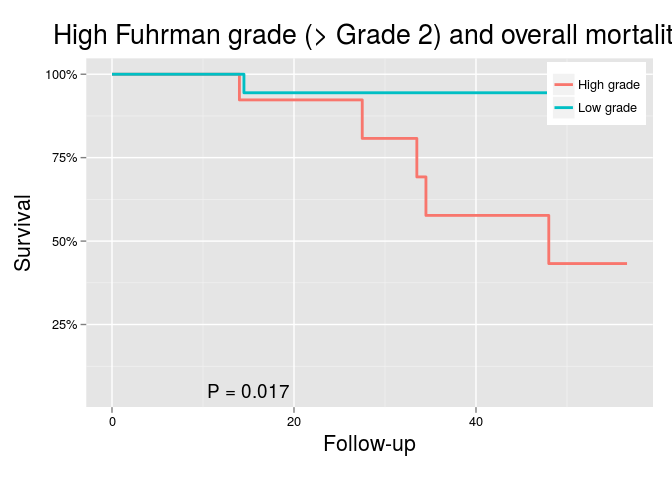 High Fuhrman grade (> Grade 2) and overall mortalit
100%
75%
50%
25%
Survival
High grade
Low grade
P = 0.017
0 20 40
Follow-up